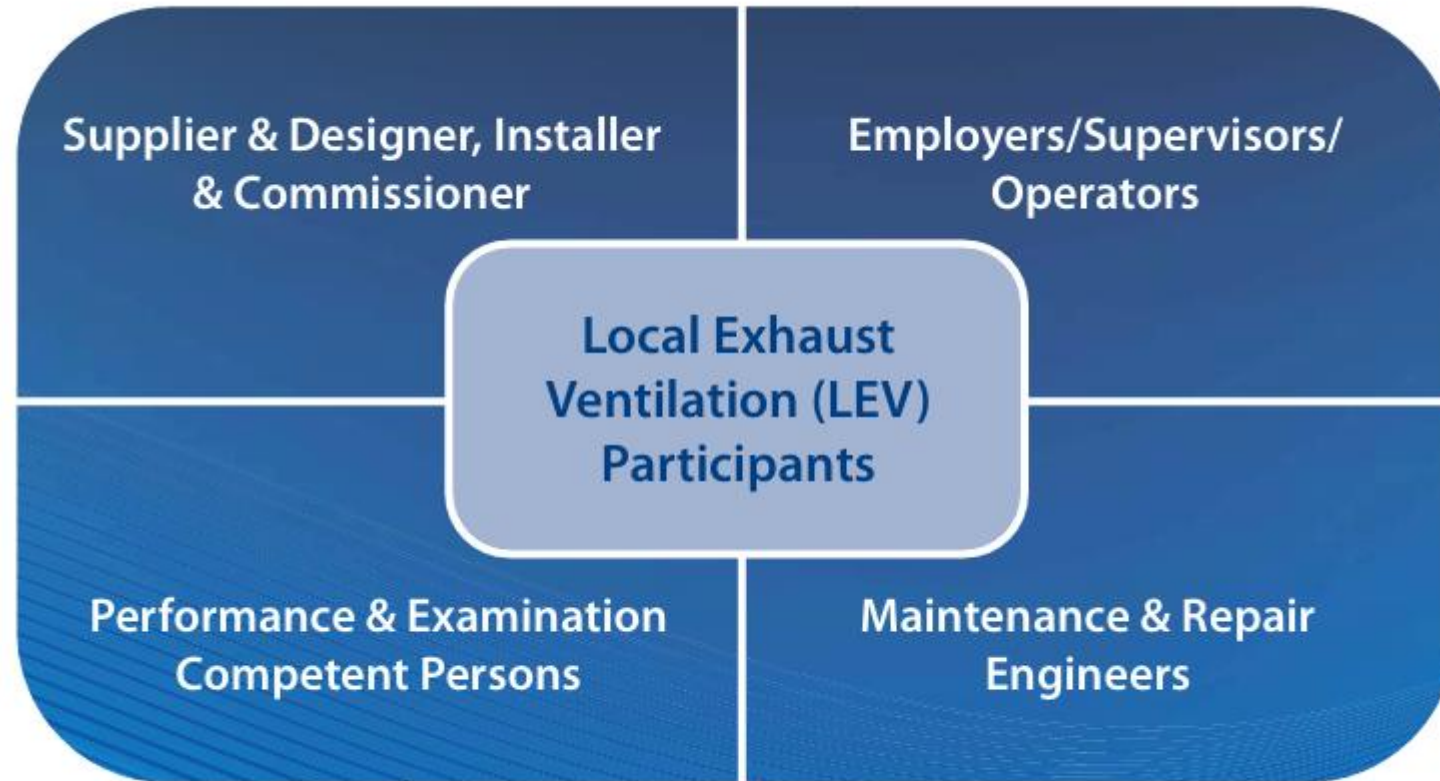 Supplier & Designer, Installer
& Commissioner
Employers/Supervisors/
Operators
Local Exhaust
Ventilation (LEV)
Participants
Performance & Examination
Competent Persons
Maintenance & Repair
Engineers